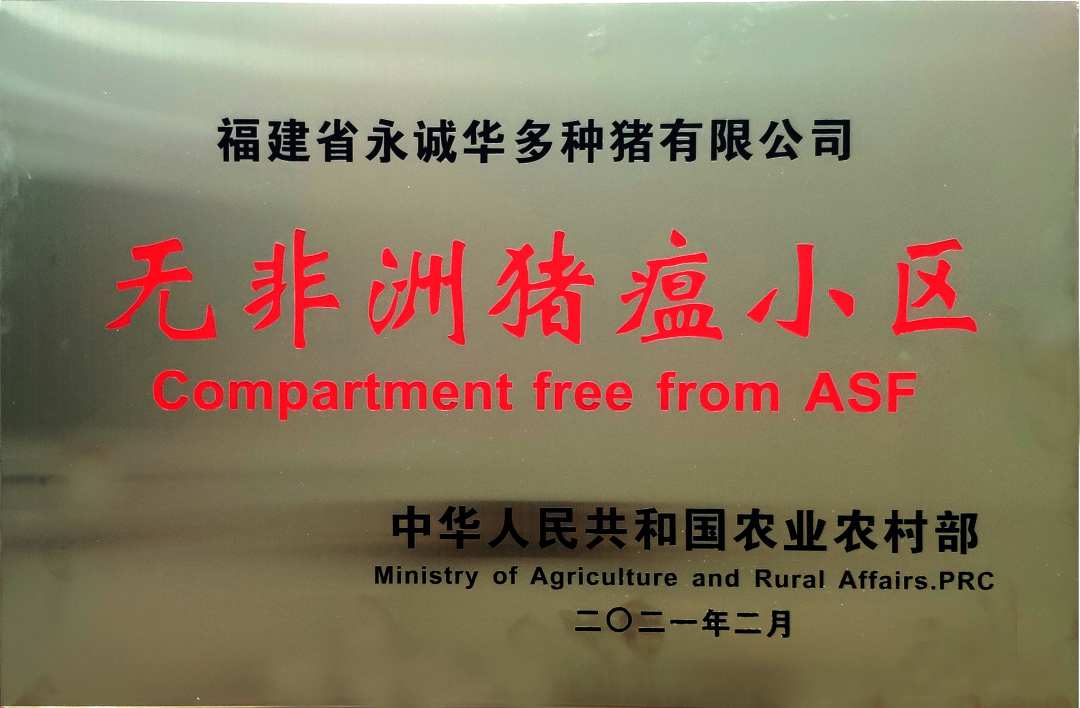 福建省永诚华多种猪有限公司
无非洲猪瘟小区
Compartment free from ASF
中华人民共和国农业农村部
Ministry of Agriculture and Rural Affairs.PRC
二〇二一年二月